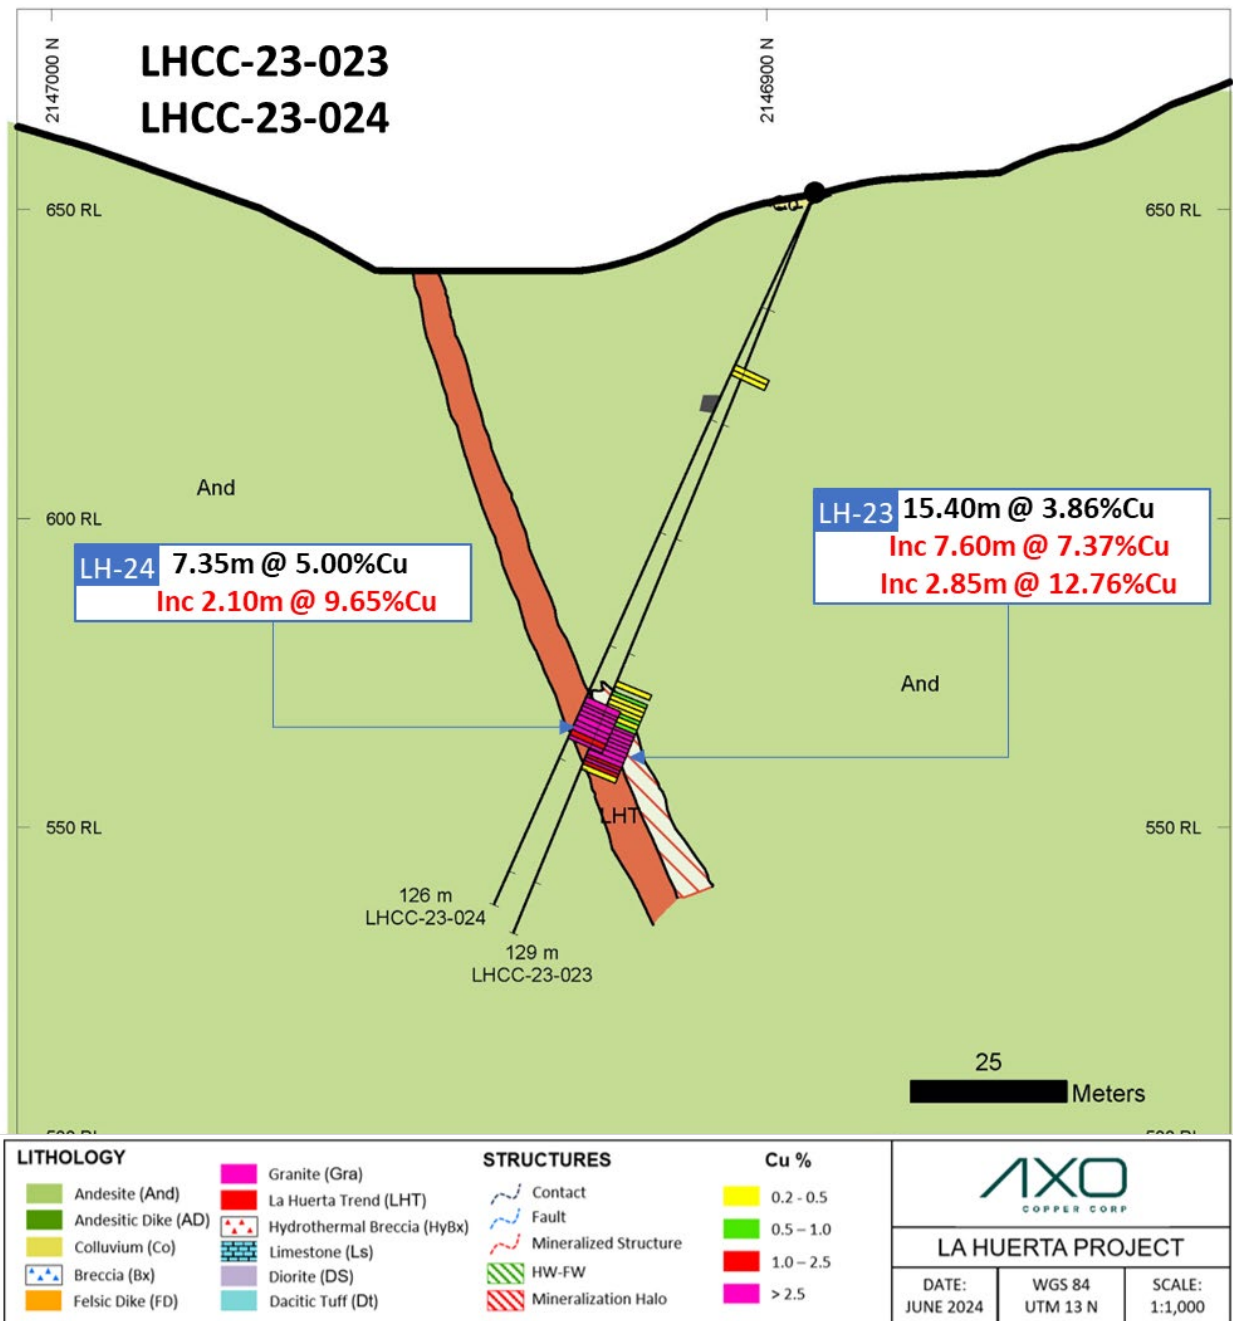 2147000 N
2146900 N
LHCC-23-023
LHCC-23-024
650 RL
650 RL
And
600 RL
LH-23 15.40m @ 3.86%Cu
Inc 7.60m @ 7.37%Cu
Inc 2.85m @ 12.76%Cu
LH-24 7.35m @ 5.00%Cu
Inc 2.10m @ 9.65%Cu
And
LHT
550 RL
550 RL
126 m
LHCC-23-024
129 m
LHCC-23-023
25
Meters
LITHOLOGY
Andesite (And)
Andesitic Dike (AD)
Colluvium (Co)
Breccia (Bx)
Felsic Dike (FD)
Granite (Gra)
La Huerta Trend (LHT)
Hydrothermal Breccia (HyBx)
Limestone (Ls)
Diorite (DS)
Dacitic Tuff (Dt)
STRUCTURES
Contact
Fault
Mineralized Structure
HW-FW
Mineralization Halo
Cu %
0.2 - 0.5
0.5 – 1.0
1.0 – 2.5
> 2.5
AXO
COPPER CORP
LA HUERTA PROJECT
DATE:
JUNE 2024
WGS 84
UTM 13 N
SCALE:
1:1,000